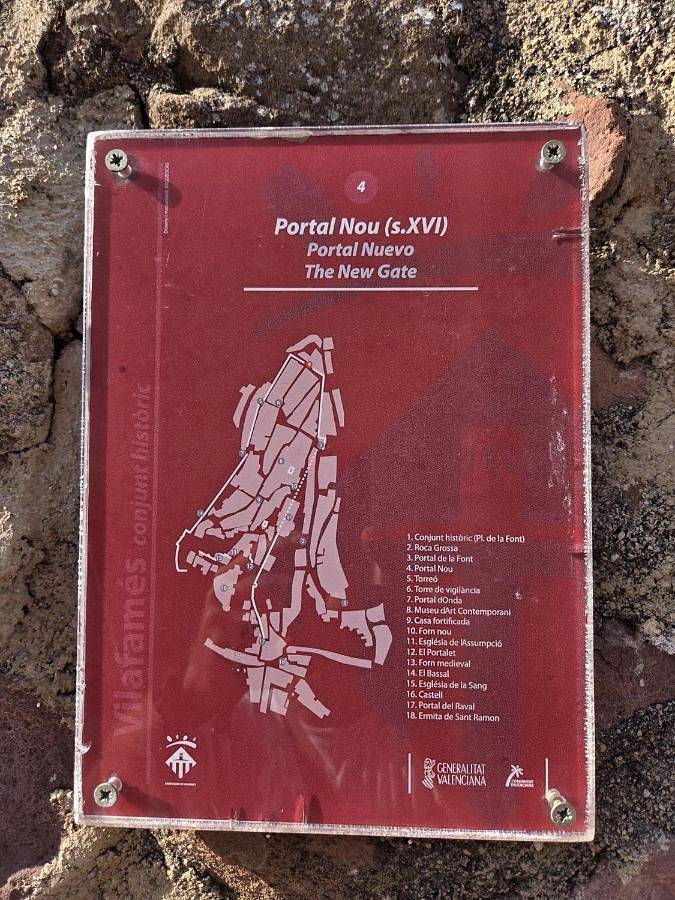 4
Portal Nou (s.XVI)
Portal Nuevo
The New Gate
Vilafamés conjunt històric
1. Conjunt històric (Pl. de la Font)
2. Roca Grossa
3. Portal de la Font
4. Portal Nou
5. Torreó
6. Torre de vigilància
7. Portal d'Onda
8. Museu d'Art Contemporani
9. Casa fortificada
10. Forn nou
11. Església de l'Assumpció
12. El Portalet
13. Forn medieval
14. El Bassal
15. Església de la Sang
16. Castell
17. Portal del Raval
18. Ermita de Sant Ramon
GENERALITAT
VALENCIANA
COMUNITAT
VALENCIANA